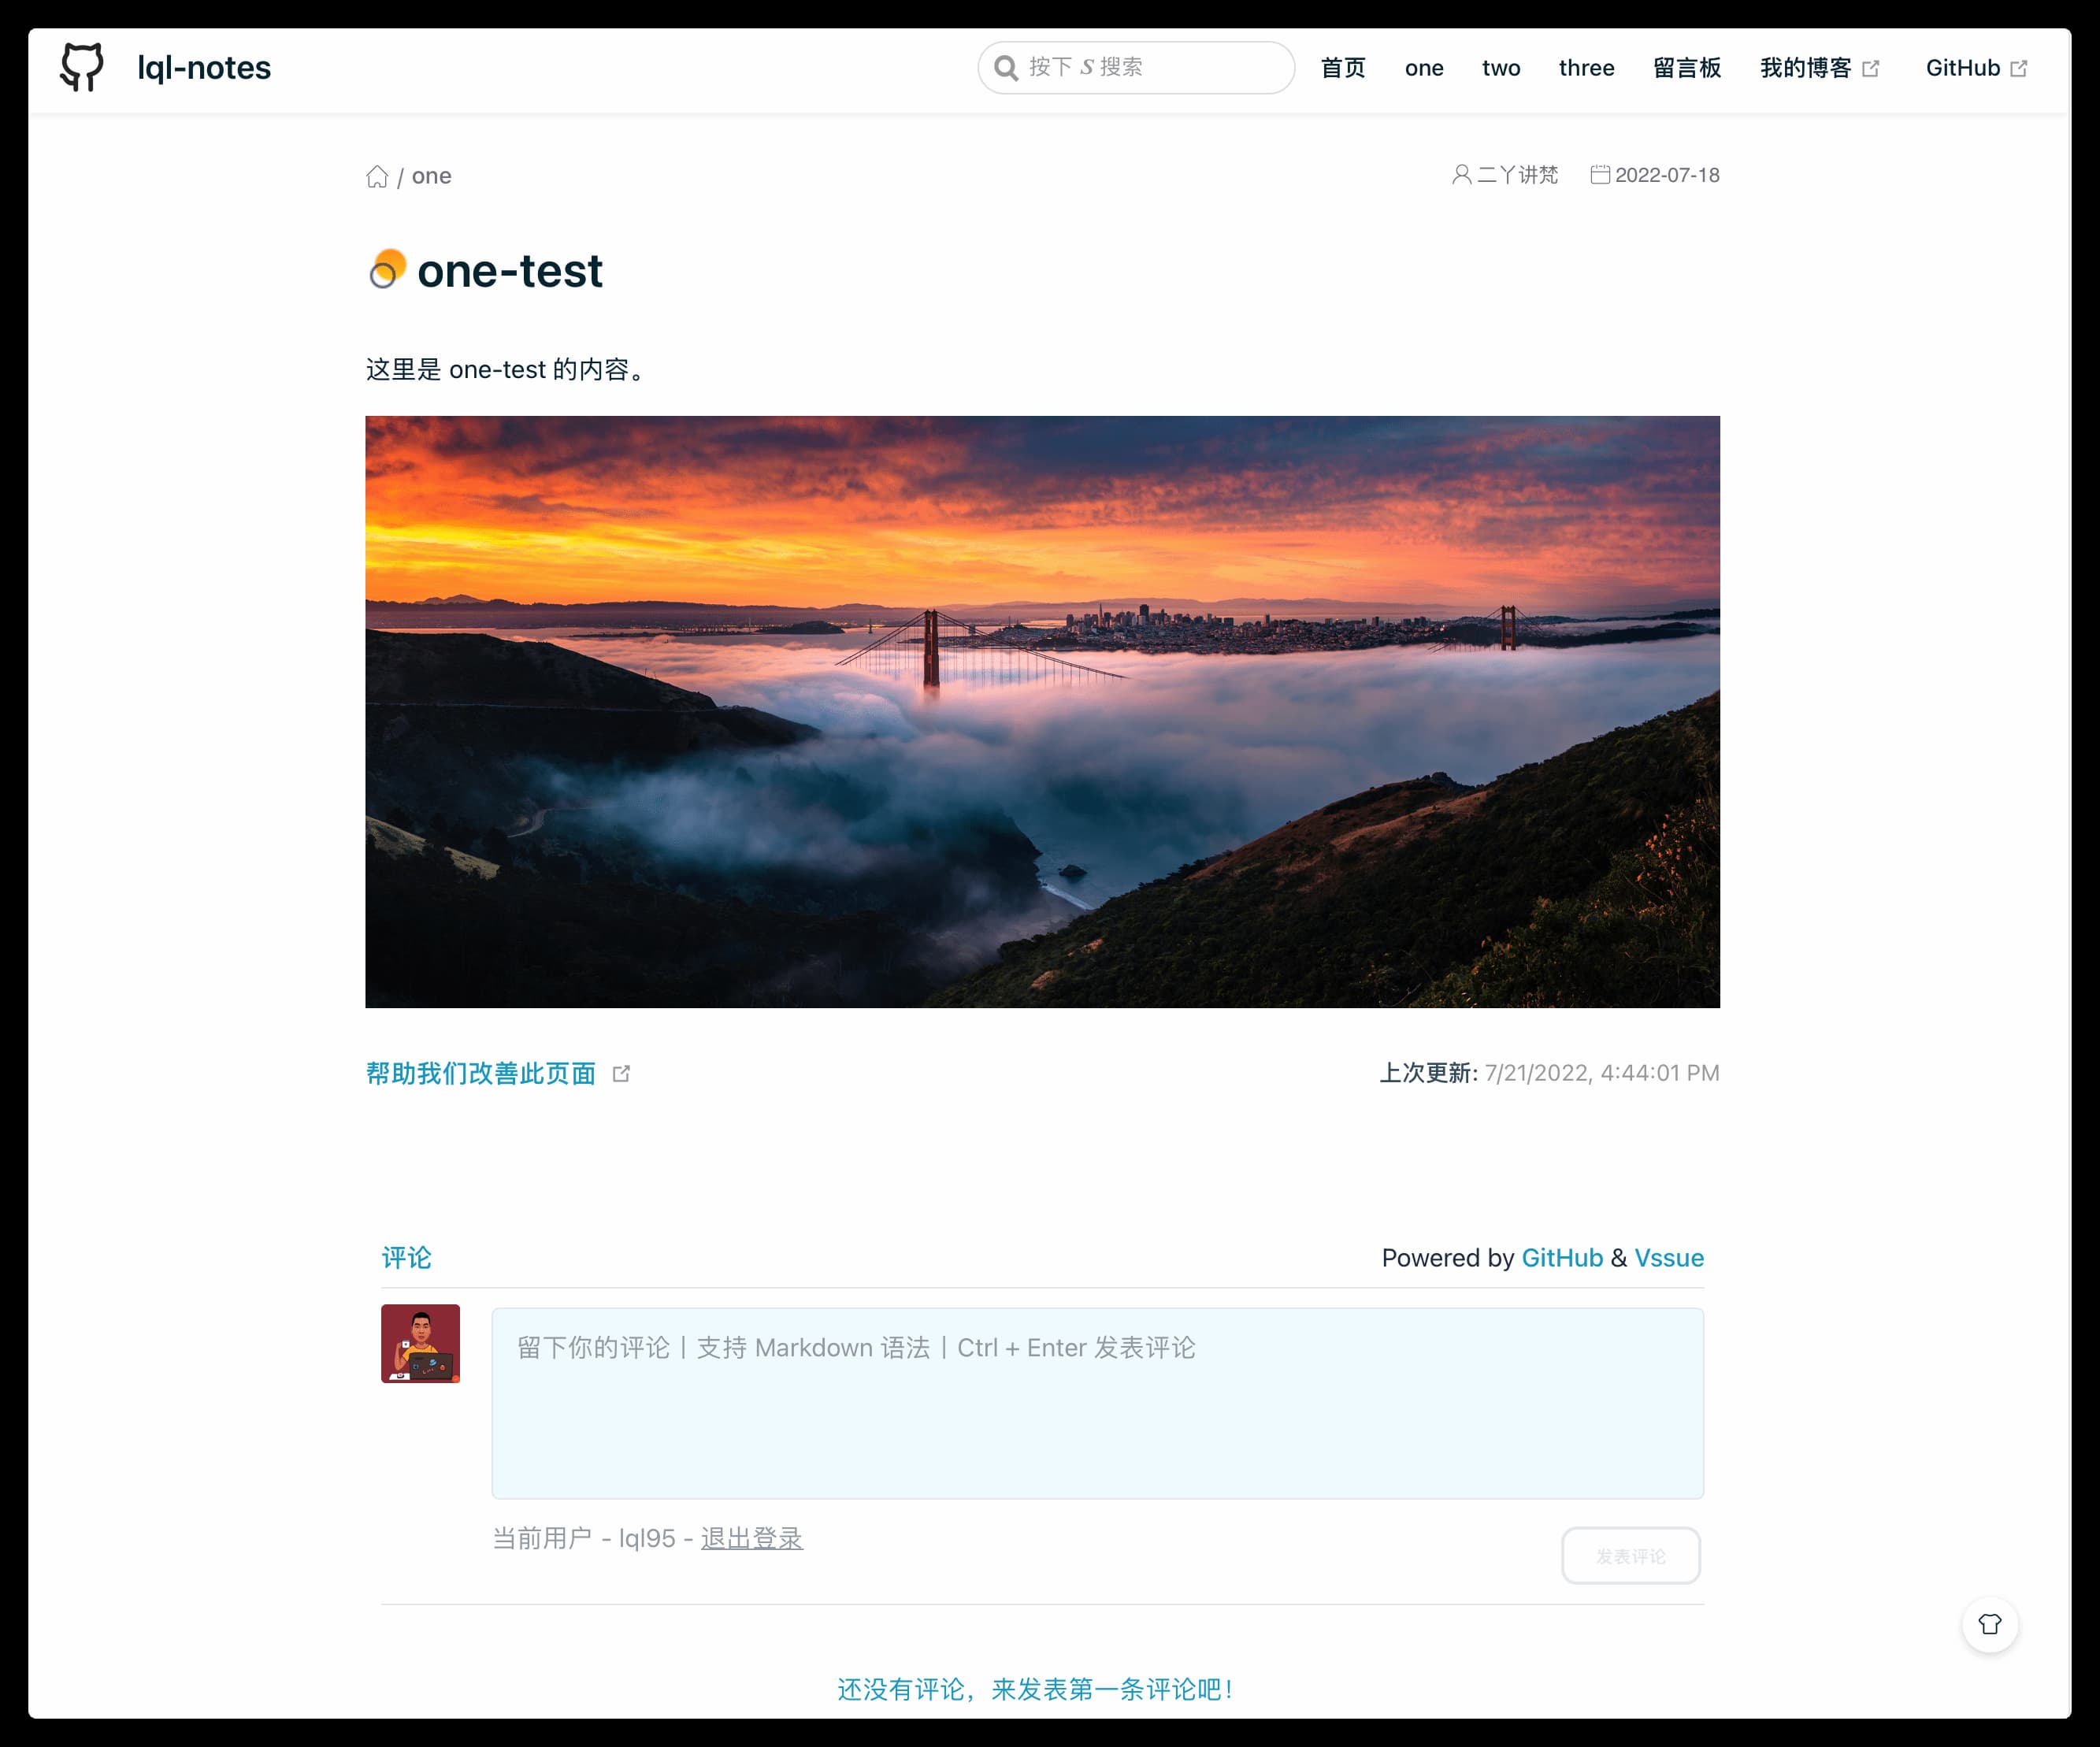 lql-notes
按下 S 搜索
首页 one two three 留言板 我的博客 GitHub
/ one
二丫讲梵 2022-07-18
one-test
这里是 one-test 的内容。
帮助我们改善此页面
上次更新: 7/21/2022, 4:44:01 PM
评论
Powered by GitHub & Vssue
留下你的评论丨支持 Markdown 语法丨Ctrl + Enter 发表评论
当前用户 - lql95 - 退出登录
发表评论
还没有评论，来发表第一条评论吧！